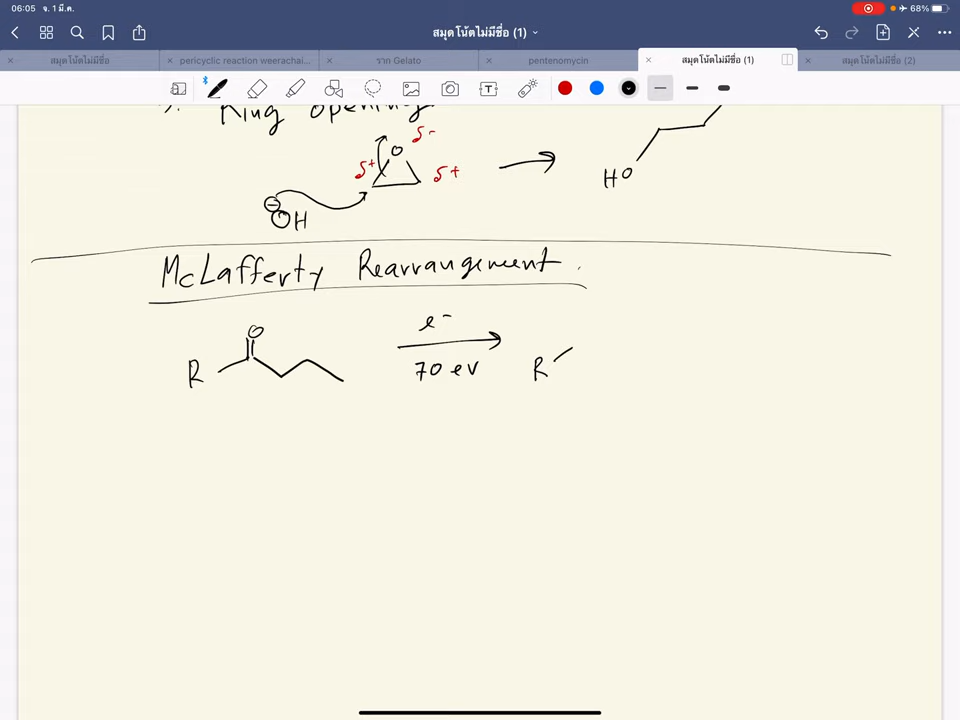 06:05 จ. 1 มี.ค. 68%
สมุดโน้ตไม่มีชื่อ (1)
สมุดโน้ตไม่มีชื่อ pericyclic reaction weerachai... ราก Gelato pentenomycin สมุดโน้ตไม่มีชื่อ (1) สมุดโน้ตไม่มีชื่อ (2)
Ring opening
δ-
O
δ+ δ+
HO
⊖
OH
McLafferty Rearrangement.
O e-
R 70 ev R